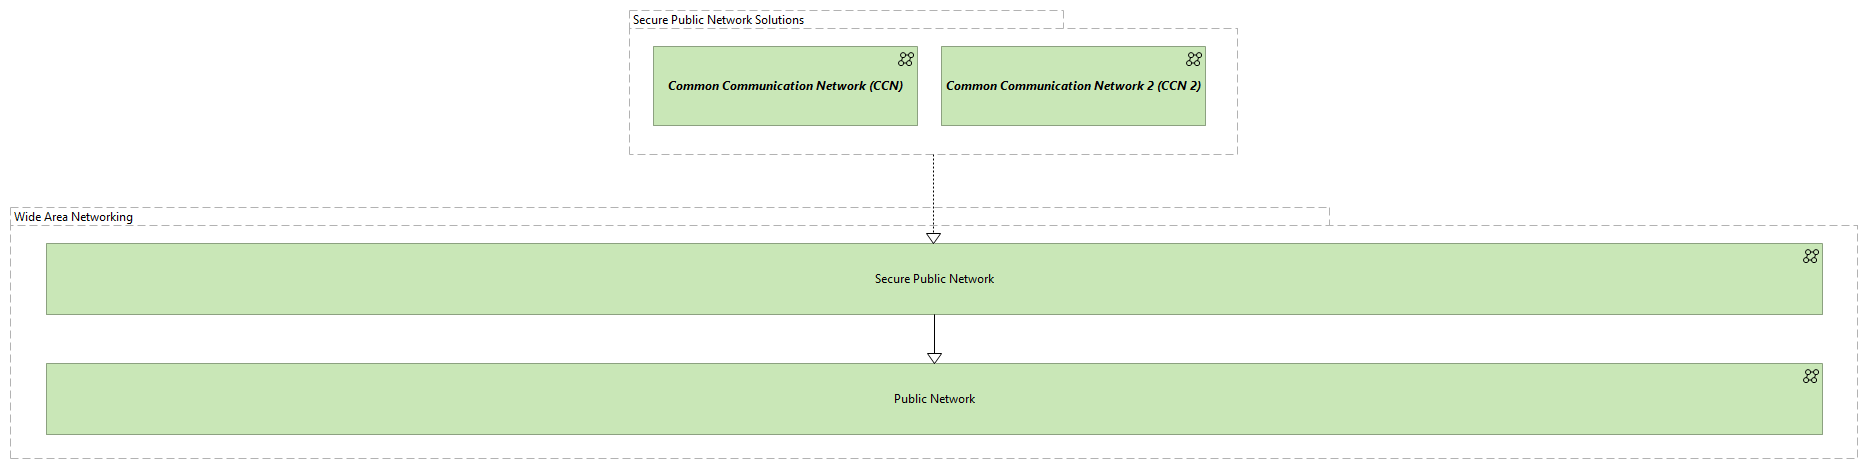 Secure Public Network Solutions
Common Communication Network (CCN)
Common Communication Network 2 (CCN 2)
Wide Area Networking
Secure Public Network
Public Network